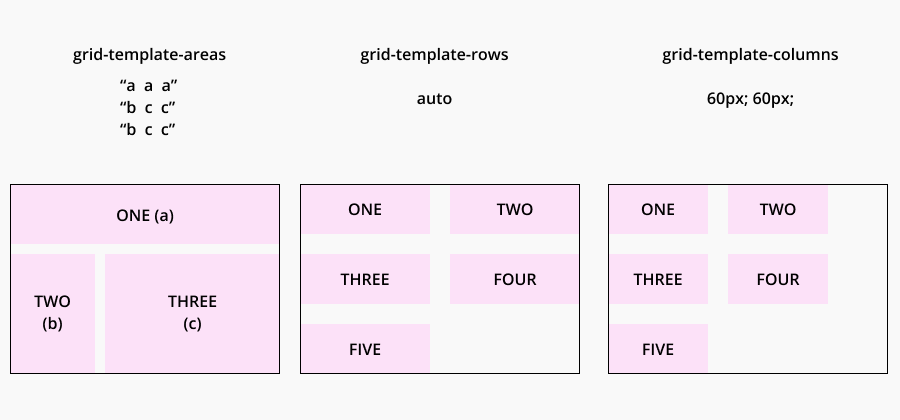 grid-template-areas
“a a a”
“b c c”
“b c c”
ONE (a)
TWO
(b)
THREE
(c)
grid-template-rows
auto
ONE
TWO
THREE
FOUR
FIVE
grid-template-columns
60px; 60px;
ONE
TWO
THREE
FOUR
FIVE